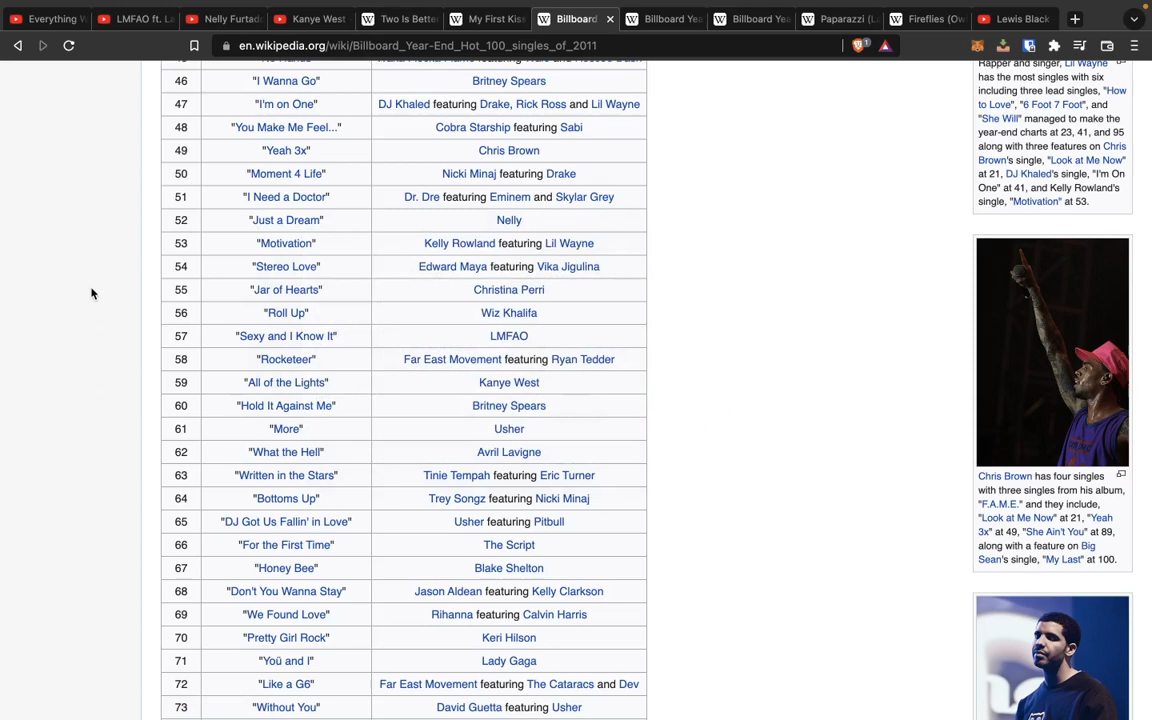 Everything W
LMFAO ft. La
Nelly Furtad
Kanye West
Two Is Bette
My First Kiss
Billboard
Billboard Yea
Billboard Yea
Paparazzi (La
Fireflies (Ow
Lewis Black
en.wikipedia.org/wiki/Billboard_Year-End_Hot_100_singles_of_2011
46 "I Wanna Go" Britney Spears
47 "I'm on One" DJ Khaled featuring Drake, Rick Ross and Lil Wayne
48 "You Make Me Feel..." Cobra Starship featuring Sabi
49 "Yeah 3x" Chris Brown
50 "Moment 4 Life" Nicki Minaj featuring Drake
51 "I Need a Doctor" Dr. Dre featuring Eminem and Skylar Grey
52 "Just a Dream" Nelly
53 "Motivation" Kelly Rowland featuring Lil Wayne
54 "Stereo Love" Edward Maya featuring Vika Jigulina
55 "Jar of Hearts" Christina Perri
56 "Roll Up" Wiz Khalifa
57 "Sexy and I Know It" LMFAO
58 "Rocketeer" Far East Movement featuring Ryan Tedder
59 "All of the Lights" Kanye West
60 "Hold It Against Me" Britney Spears
61 "More" Usher
62 "What the Hell" Avril Lavigne
63 "Written in the Stars" Tinie Tempah featuring Eric Turner
64 "Bottoms Up" Trey Songz featuring Nicki Minaj
65 "DJ Got Us Fallin' in Love" Usher featuring Pitbull
66 "For the First Time" The Script
67 "Honey Bee" Blake Shelton
68 "Don't You Wanna Stay" Jason Aldean featuring Kelly Clarkson
69 "We Found Love" Rihanna featuring Calvin Harris
70 "Pretty Girl Rock" Keri Hilson
71 "Yoü and I" Lady Gaga
72 "Like a G6" Far East Movement featuring The Cataracs and Dev
73 "Without You" David Guetta featuring Usher
Rapper and singer, Lil Wayne
has the most singles with six
including three lead singles, "How
to Love", "6 Foot 7 Foot", and
"She Will" managed to make the
year-end charts at 23, 41, and 95
along with three features on Chris
Brown's single, "Look at Me Now"
at 21, DJ Khaled's single, "I'm On
One" at 41, and Kelly Rowland's
single, "Motivation" at 53.
Chris Brown has four singles
with three singles from his album,
"F.A.M.E." and they include,
"Look at Me Now" at 21, "Yeah
3x" at 49, "She Ain't You" at 89,
along with a feature on Big
Sean's single, "My Last" at 100.